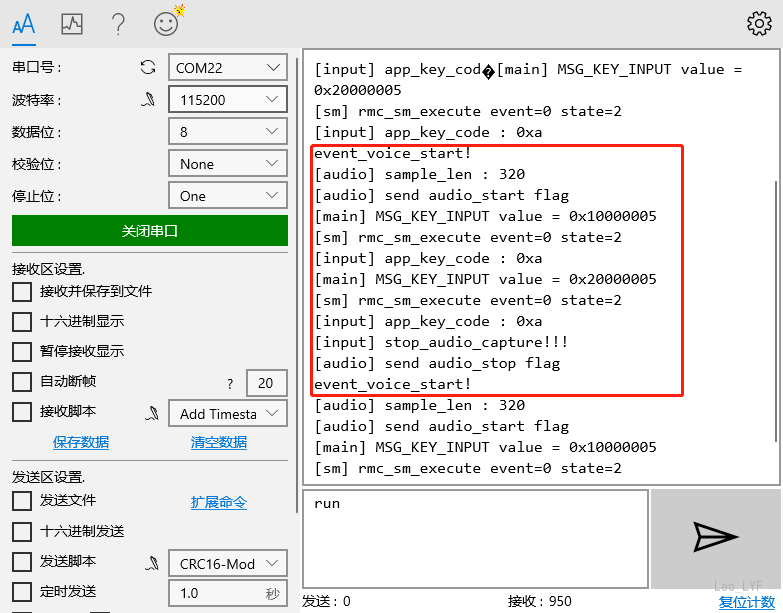 AA
?
串口号:
COM22
波特率:
115200
数据位:
8
校验位:
None
停止位:
One
关闭串口
接收区设置.
接收并保存到文件
十六进制显示
暂停接收显示
自动断帧
?
20
接收脚本
Add Timesta
保存数据
清空数据
发送区设置.
发送文件
扩展命令
十六进制发送
发送脚本
CRC16-Mod
定时发送
1.0
秒
[input] app_key_cod�[main] MSG_KEY_INPUT value =
0x20000005
[sm] rmc_sm_execute event=0 state=2
[input] app_key_code : 0xa
event_voice_start!
[audio] sample_len : 320
[audio] send audio_start flag
[main] MSG_KEY_INPUT value = 0x10000005
[sm] rmc_sm_execute event=0 state=2
[input] app_key_code : 0xa
[main] MSG_KEY_INPUT value = 0x20000005
[sm] rmc_sm_execute event=0 state=2
[input] app_key_code : 0xa
[input] stop_audio_capture!!!
[audio] send audio_stop flag
event_voice_start!
[audio] sample_len : 320
[audio] send audio_start flag
[main] MSG_KEY_INPUT value = 0x10000005
[sm] rmc_sm_execute event=0 state=2
run
Leo_LYF
发送: 0
接收: 950
复位计数